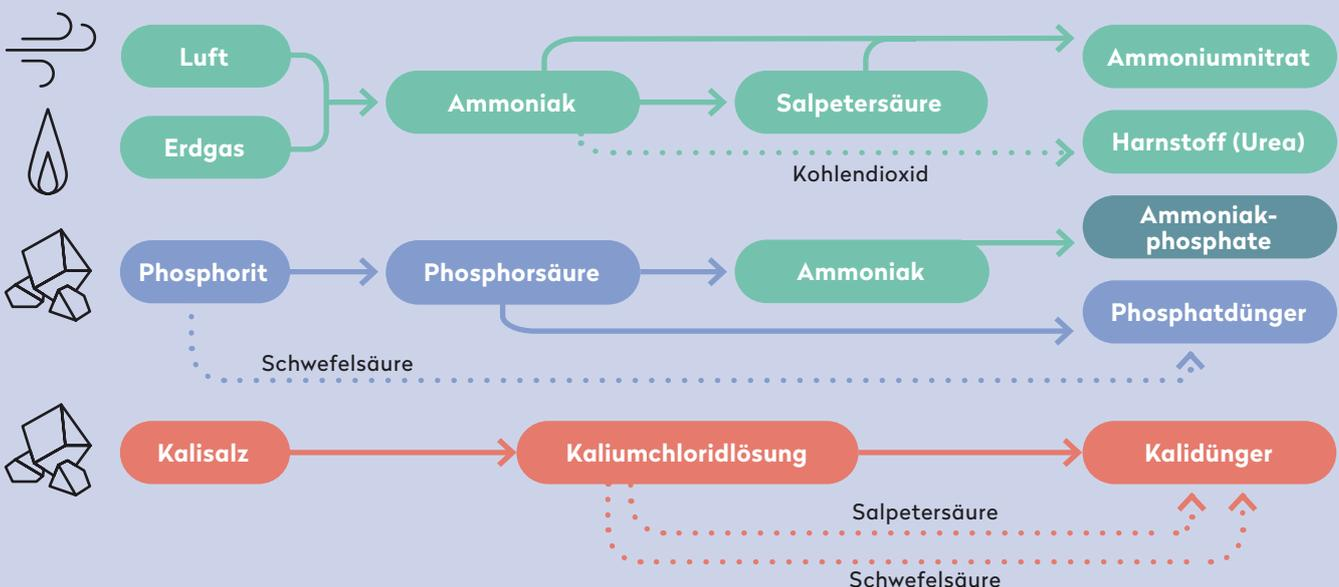 Luft
Ammoniumnitrat
Ammoniak
Salpetersäure
Erdgas
Harnstoff (Urea)
Kohlendioxid
Ammoniak-
phosphate
Phosphorit
Phosphorsäure
Ammoniak
Phosphatdünger
Schwefelsäure
Kalisalz
Kaliumchloridlösung
Kalidünger
Salpetersäure
Schwefelsäure